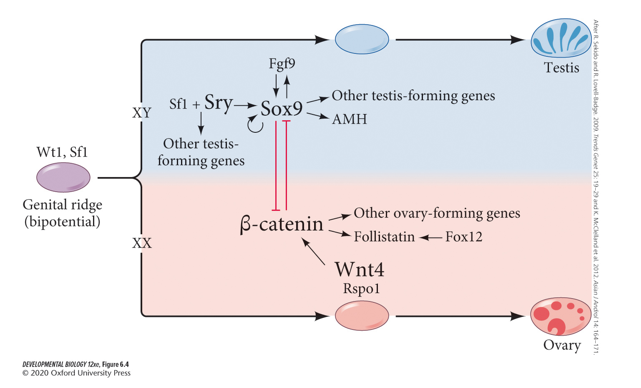 Fgf9
Testis
Sf1 + Sry
Sox9
Other testis-forming genes
AMH
XY
Other testis-
forming genes
Wt1, Sf1
Genital ridge
(bipotential)
β-catenin
Other ovary-forming genes
Follistatin
Fox12
XX
Wnt4
Rspo1
Ovary
DEVELOPMENTAL BIOLOGY 12xe, Figure 6.4
© 2020 Oxford University Press
After R. Sekido and R. Lovell-Badge. 2009. Trends Genet 25: 19–29 and K. McClelland et al. 2012. Asian J Androl 14: 164–171.